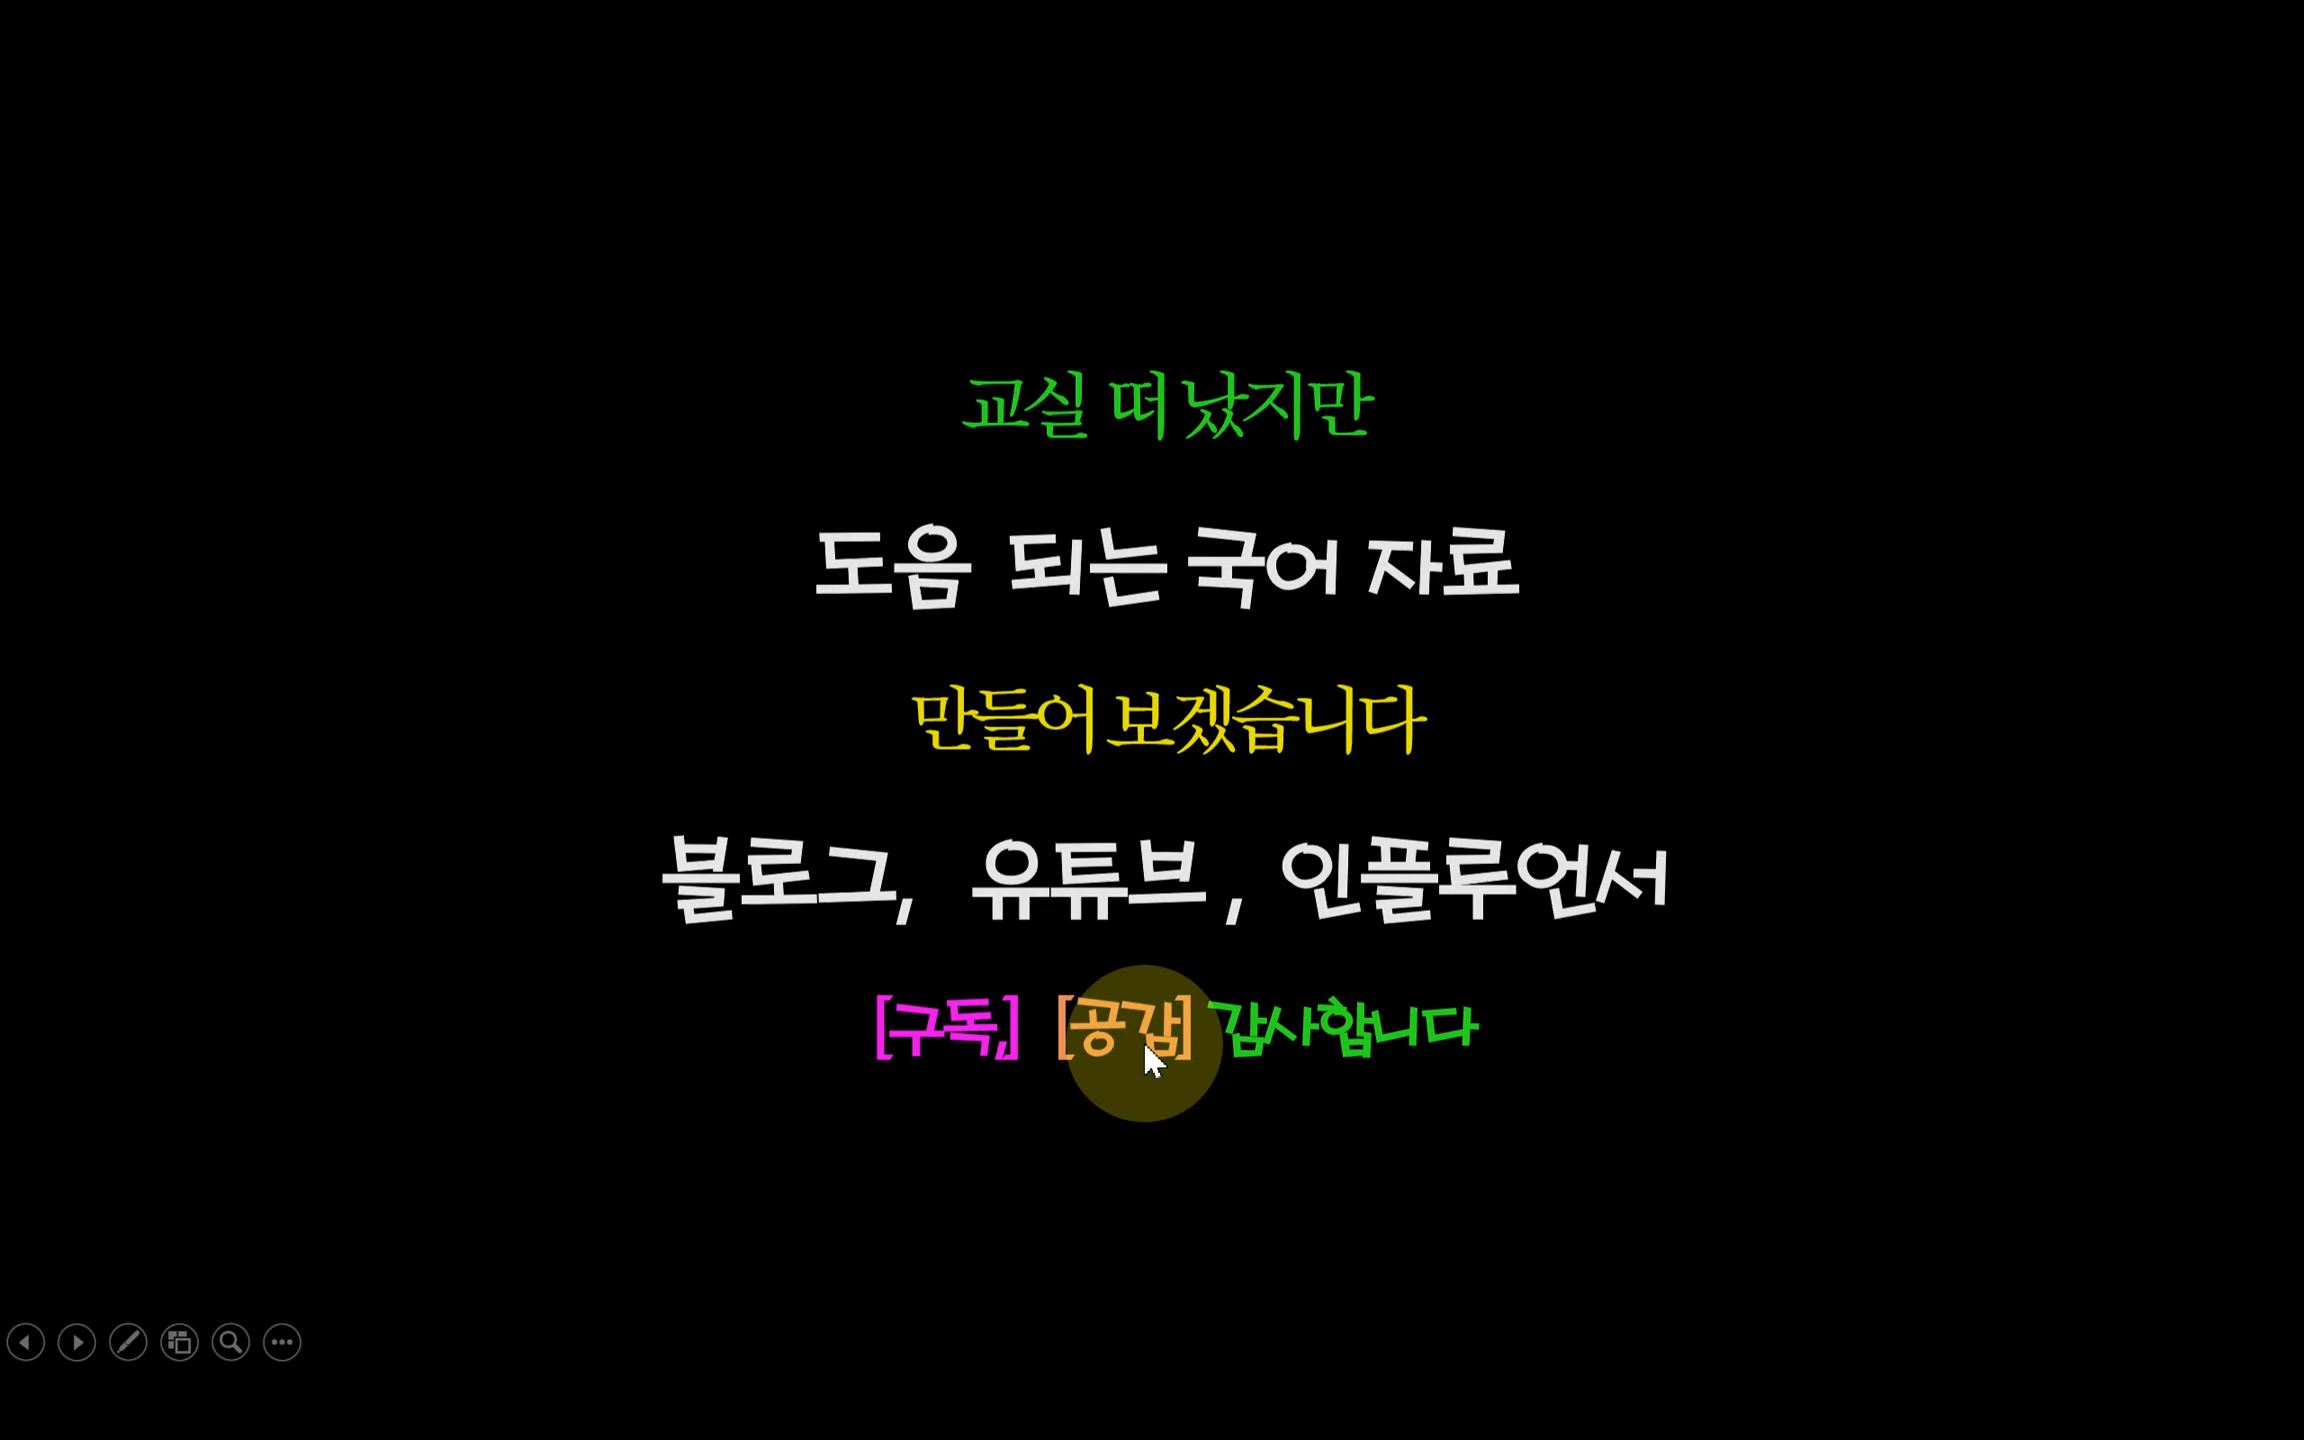 교실 떠났지만
도음 되는 국어 자료
만들어 보겠습니다
블로그, 유튜브, 인플루언서
[구독,] [공감] 감사합니다